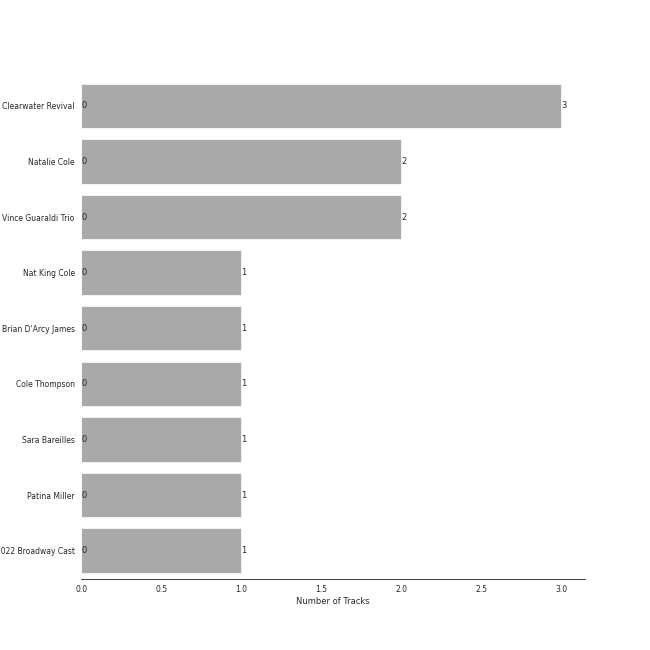 Clearwater Revival 0 3
Natalie Cole 0 2
Vince Guaraldi Trio 0 2
Nat King Cole 0 1
Brian D'Arcy James 0 1
Cole Thompson 0 1
Sara Bareilles 0 1
Patina Miller 0 1
022 Broadway Cast 0 1
0.0 0.5 1.0 1.5 2.0 2.5 3.0
Number of Tracks